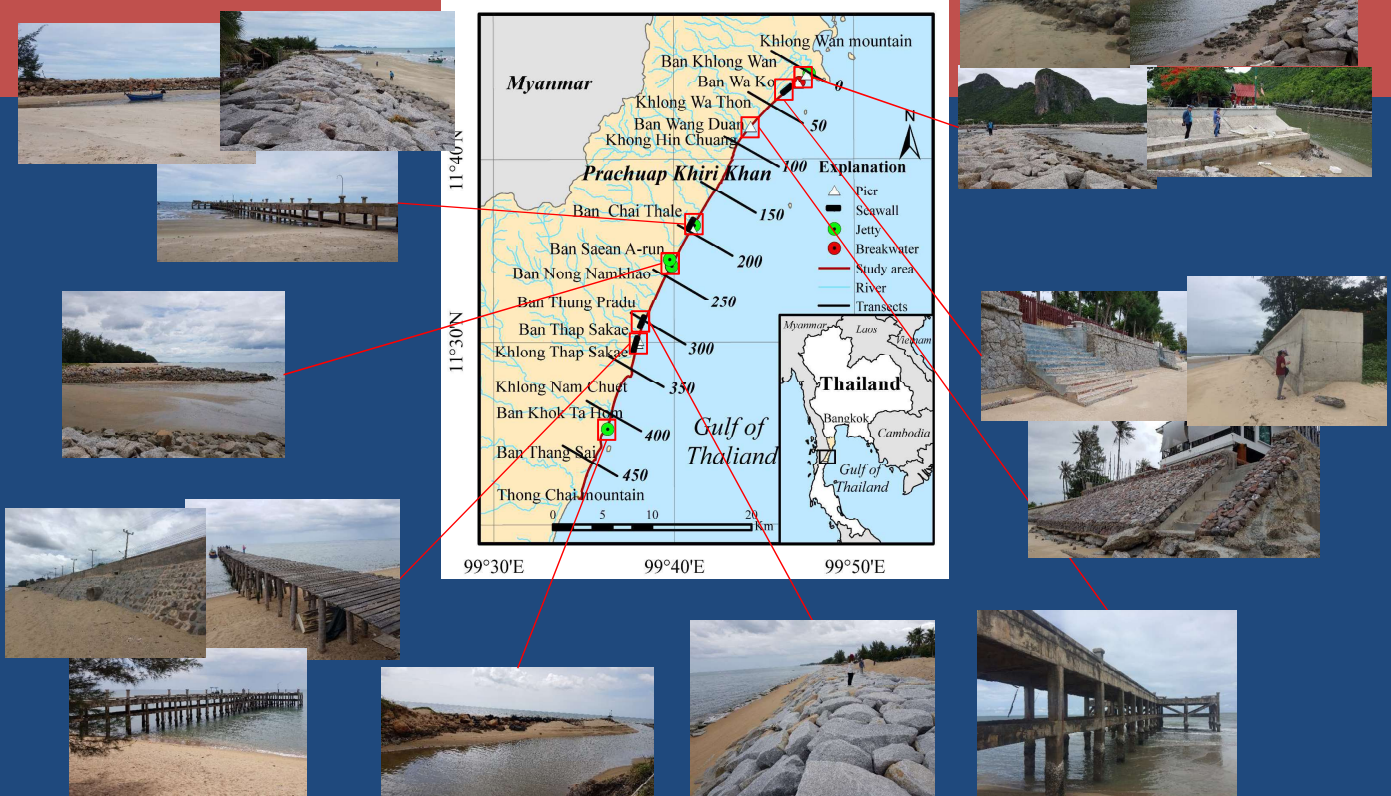 Khlong Wan mountain
Ban Khlong Wan
Myanmar
Ban Wa Ko
0
Khlong Wa Thon
50
Ban Wang Duan
N
Khong Hin Chuang
11°40'N
100
Explanation
Prachuap Khiri Khan
Pier
150
Seawall
Ban Chai Thale
Jetty
Ban Saean A-run
200
Breakwater
Study area
Ban Nong Namkhao
River
250
Transects
Ban Thung Pradu
11°30'N
Ban Thap Sakae
300
Khlong Thap Sakae
350
Khlong Nam Chuet
Ban Khok Ta Hom
400
Gulf of
Thaliand
Ban Thang Sai
450
Thong Chai mountain
0 5 10 20
Km
Myanmar
Laos
Vietnam
Thailand
Bangkok
Cambodia
Gulf of
Thailand
99°30'E 99°40'E 99°50'E